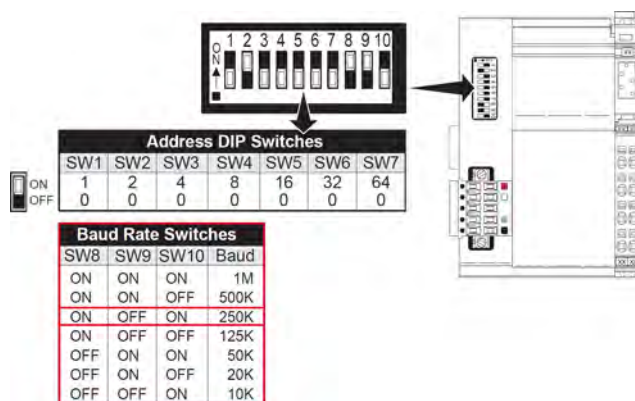 1 2 3 4 5 6 7 8 9 10
ON
Address DIP Switches
SW1 SW2 SW3 SW4 SW5 SW6 SW7
ON 1 2 4 8 16 32 64
OFF 0 0 0 0 0 0 0
Baud Rate Switches
SW8 SW9 SW10 Baud
ON ON ON 1M
ON ON OFF 500K
ON OFF ON 250K
ON OFF OFF 125K
OFF ON ON 50K
OFF ON OFF 20K
OFF OFF ON 10K